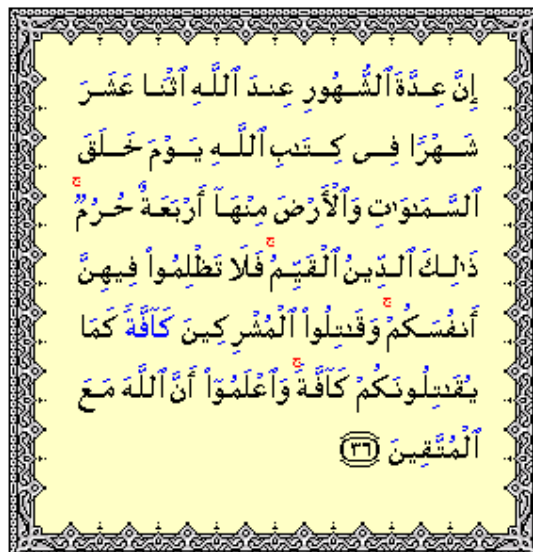 إِنَّ عِدَّةَ ٱلشُّهُورِ عِندَ ٱللَّهِ ٱثْنَا عَشَرَ
شَهْرًا فِى كِتَٰبِ ٱللَّهِ يَوْمَ خَلَقَ
ٱلسَّمَٰوَٰتِ وَٱلْأَرْضَ مِنْهَآ أَرْبَعَةٌ حُرُمٌ ۚ
ذَٰلِكَ ٱلدِّينُ ٱلْقَيِّمُ ۚ فَلَا تَظْلِمُوا۟ فِيهِنَّ
أَنفُسَكُمْ ۚ وَقَٰتِلُوا۟ ٱلْمُشْرِكِينَ كَآفَّةً كَمَا
يُقَٰتِلُونَكُمْ كَآفَّةً ۚ وَٱعْلَمُوٓا۟ أَنَّ ٱللَّهَ مَعَ
ٱلْمُتَّقِينَ ٣٦